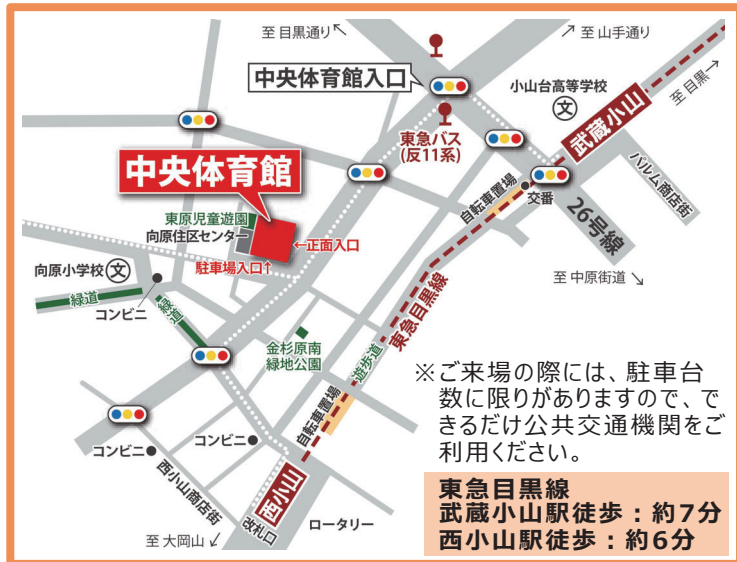 至 目黒通り↖
↗ 至 山手通り
中央体育館入口
小山台高等学校
文
至 目黒→
武蔵小山
東急バス
(反11系)
パルム商店街
中央体育館
自転車置場
交番
26号線
東原児童遊園
向原住区センター
←正面入口
駐車場入口↑
向原小学校
文
至 中原街道 ↘
緑道
コンビニ
緑道
東急目黒線
金杉原南
緑地公園
遊歩道
自転車置場
※ご来場の際には、駐車台
数に限りがありますので、で
きるだけ公共交通機関をご
利用ください。
コンビニ
コンビニ
西小山商店街
西小山
改札口
ロータリー
至 大岡山 ↙
東急目黒線
武蔵小山駅徒歩：約7分
西小山駅徒歩：約6分